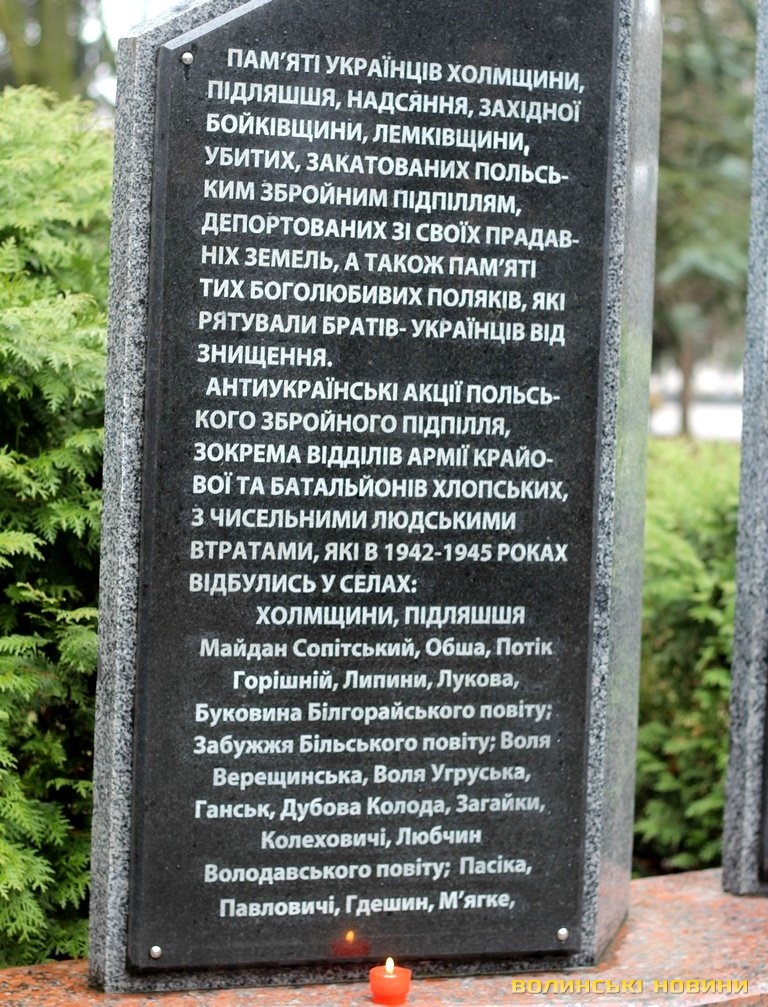 ПАМ’ЯТІ УКРАЇНЦІВ ХОЛМЩИНИ,
ПІДЛЯШШЯ, НАДСЯННЯ, ЗАХІДНОЇ
БОЙКІВЩИНИ, ЛЕМКІВЩИНИ,
УБИТИХ, ЗАКАТОВАНИХ ПОЛЬСЬ-
КИМ ЗБРОЙНИМ ПІДПІЛЛЯМ,
ДЕПОРТОВАНИХ ЗІ СВОЇХ ПРАДАВ-
НІХ ЗЕМЕЛЬ, А ТАКОЖ ПАМ’ЯТІ
ТИХ БОГОЛЮБИВИХ ПОЛЯКІВ, ЯКІ
РЯТУВАЛИ БРАТІВ- УКРАЇНЦІВ ВІД
ЗНИЩЕННЯ.
АНТИУКРАЇНСЬКІ АКЦІЇ ПОЛЬСЬ-
КОГО ЗБРОЙНОГО ПІДПІЛЛЯ,
ЗОКРЕМА ВІДДІЛІВ АРМІЇ КРАЙО-
ВОЇ ТА БАТАЛЬЙОНІВ ХЛОПСЬКИХ,
З ЧИСЕЛЬНИМИ ЛЮДСЬКИМИ
ВТРАТАМИ, ЯКІ В 1942-1945 РОКАХ
ВІДБУЛИСЬ У СЕЛАХ:
ХОЛМЩИНИ, ПІДЛЯШШЯ
Майдан Сопітський, Обша, Потік
Горішній, Липини, Лукова,
Буковина Білгорайського повіту;
Забужжя Більського повіту; Воля
Верещинська, Воля Угруська,
Ганськ, Дубова Колода, Загайки,
Колеховичі, Любчин
Володавського повіту; Пасіка,
Павловичі, Гдешин, М’ягке,
ВОЛИНСЬКІ НОВИНИ